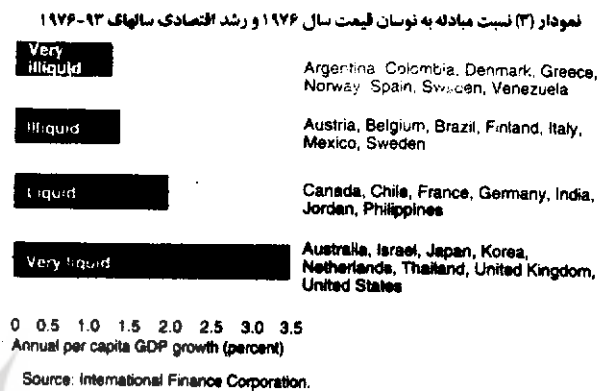 نمودار (۳) نسبت مبادله به نوسان قیمت سال ۱۹۷۶ و رشد اقتصادی سالهای ۹۳-۱۹۷۶
Very
illiquid
Argentina, Colombia, Denmark, Greece,
Norway, Spain, Sweden, Venezuela
Illiquid
Austria, Belgium, Brazil, Finland, Italy,
Mexico, Sweden
Liquid
Canada, Chile, France, Germany, India,
Jordan, Philippines
Very liquid
Australia, Israel, Japan, Korea,
Netherlands, Thailand, United Kingdom,
United States
0 0.5 1.0 1.5 2.0 2.5 3.0 3.5
Annual per capita GDP growth (percent)
Source: International Finance Corporation.